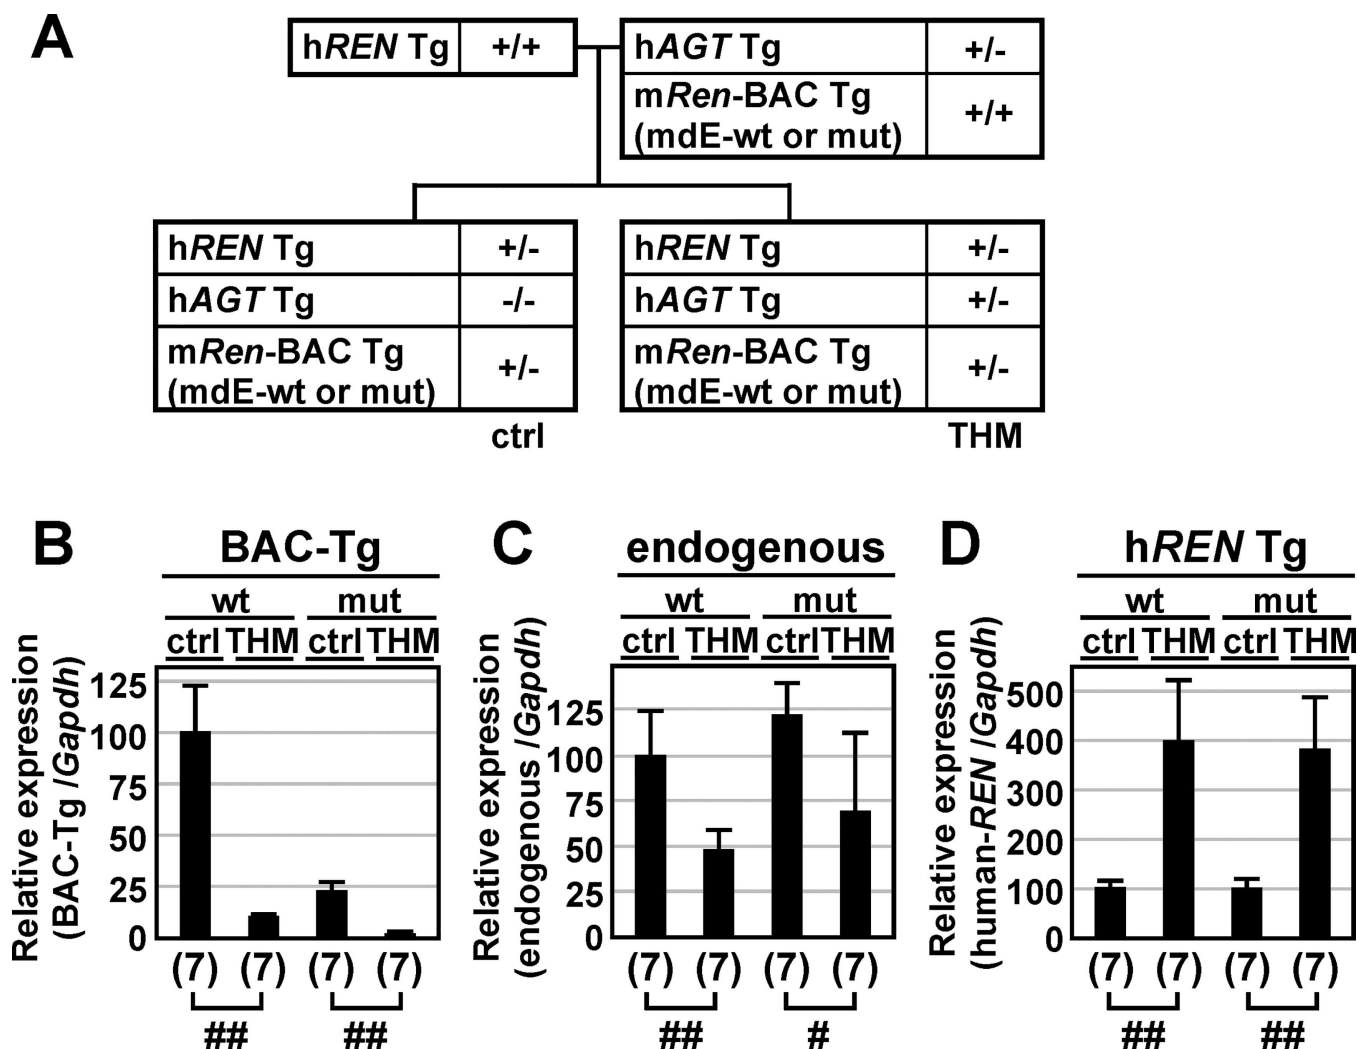 A
hREN Tg +/+
hAGT Tg +/-
mRen-BAC Tg
(mdE-wt or mut) +/+
hREN Tg +/-
hAGT Tg -/-
mRen-BAC Tg
(mdE-wt or mut) +/-
ctrl
hREN Tg +/-
hAGT Tg +/-
mRen-BAC Tg
(mdE-wt or mut) +/-
THM
B
BAC-Tg
wt mut
ctrl THM ctrl THM
Relative expression
(BAC-Tg /Gapdh)
125
100
75
50
25
0
(7) (7) (7) (7)
## ##
C
endogenous
wt mut
ctrl THM ctrl THM
Relative expression
(endogenous /Gapdh)
125
100
75
50
25
0
(7) (7) (7) (7)
## #
D
hREN Tg
wt mut
ctrl THM ctrl THM
Relative expression
(human-REN /Gapdh)
500
400
300
200
100
0
(7) (7) (7) (7)
## ##